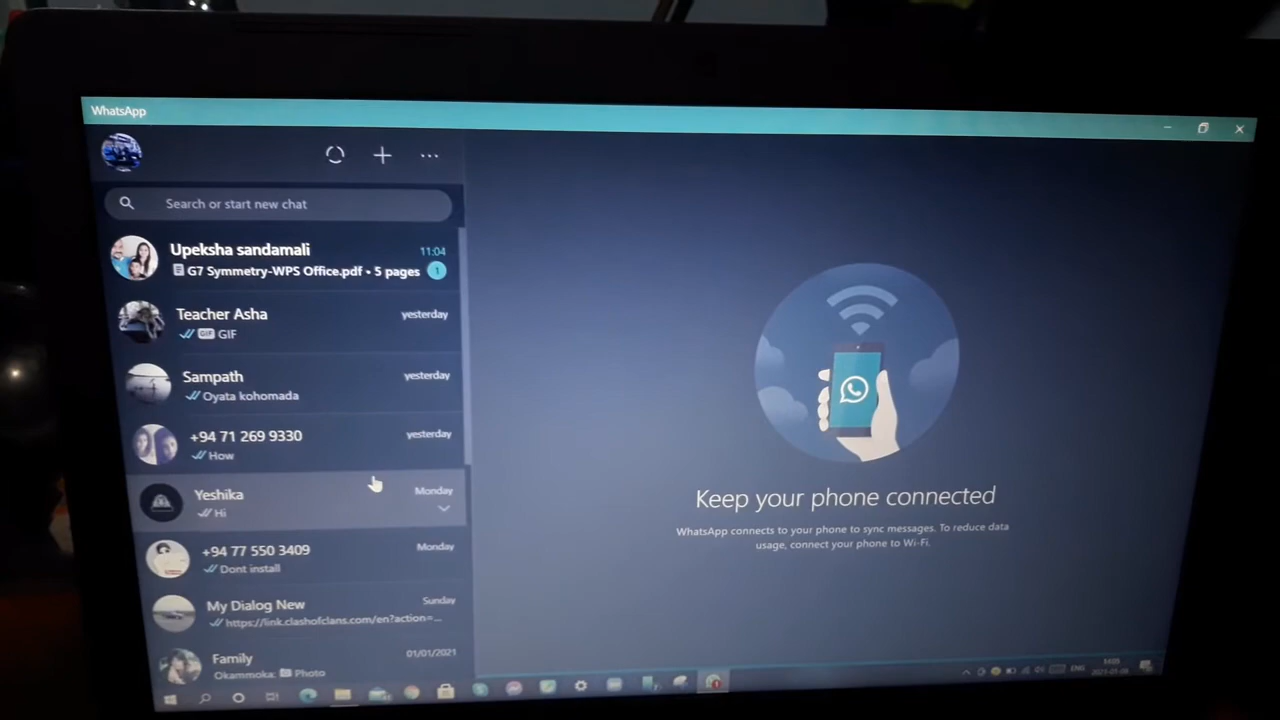 WhatsApp
Search or start new chat
Upeksha sandamali
11:04
G7 Symmetry-WPS Office.pdf • 5 pages
1
Teacher Asha
yesterday
GIF GIF
Sampath
yesterday
Oyata kohomada
+94 71 269 9330
yesterday
How
Yeshika
Monday
Hi
+94 77 550 3409
Monday
Dont install
My Dialog New
Sunday
https://link.clashofclans.com/en?action=...
Family
01/01/2021
Okammoka: Photo
Keep your phone connected
WhatsApp connects to your phone to sync messages. To reduce data
usage, connect your phone to Wi-Fi.
ENG